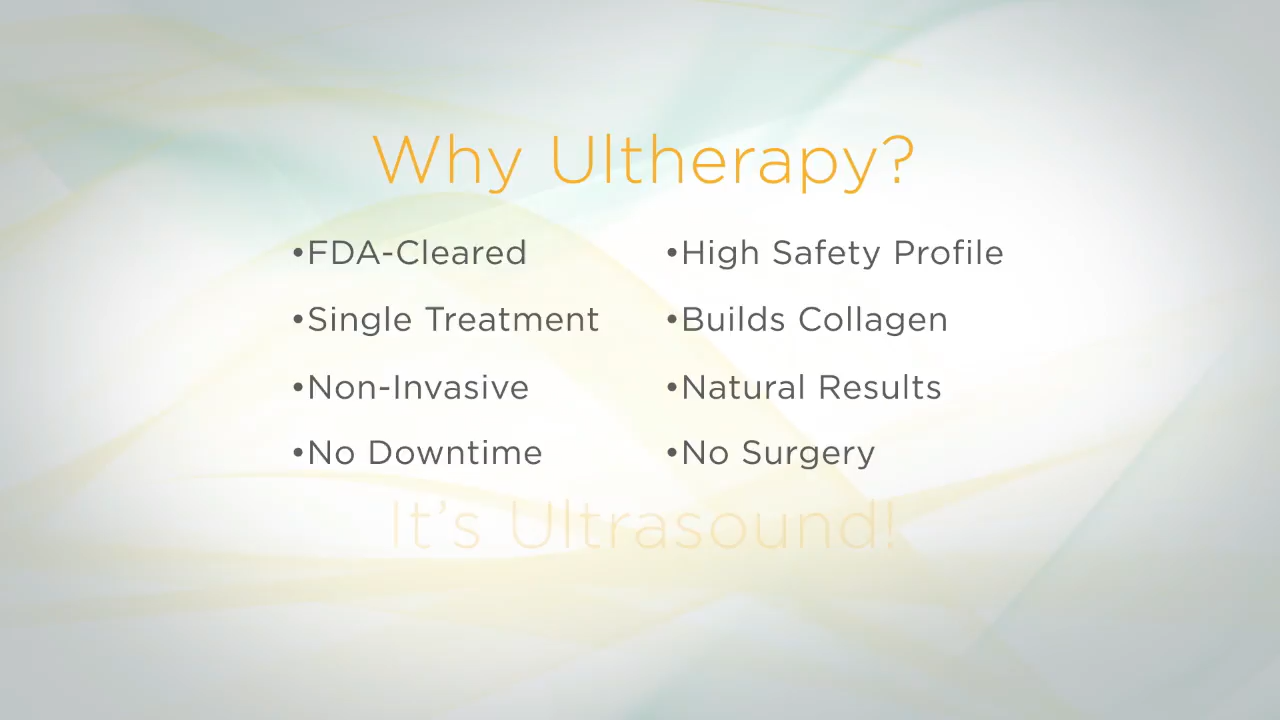 Why Ultherapy?
•FDA-Cleared
•Single Treatment
•Non-Invasive
•No Downtime
•High Safety Profile
•Builds Collagen
•Natural Results
•No Surgery
It's Ultrasound!